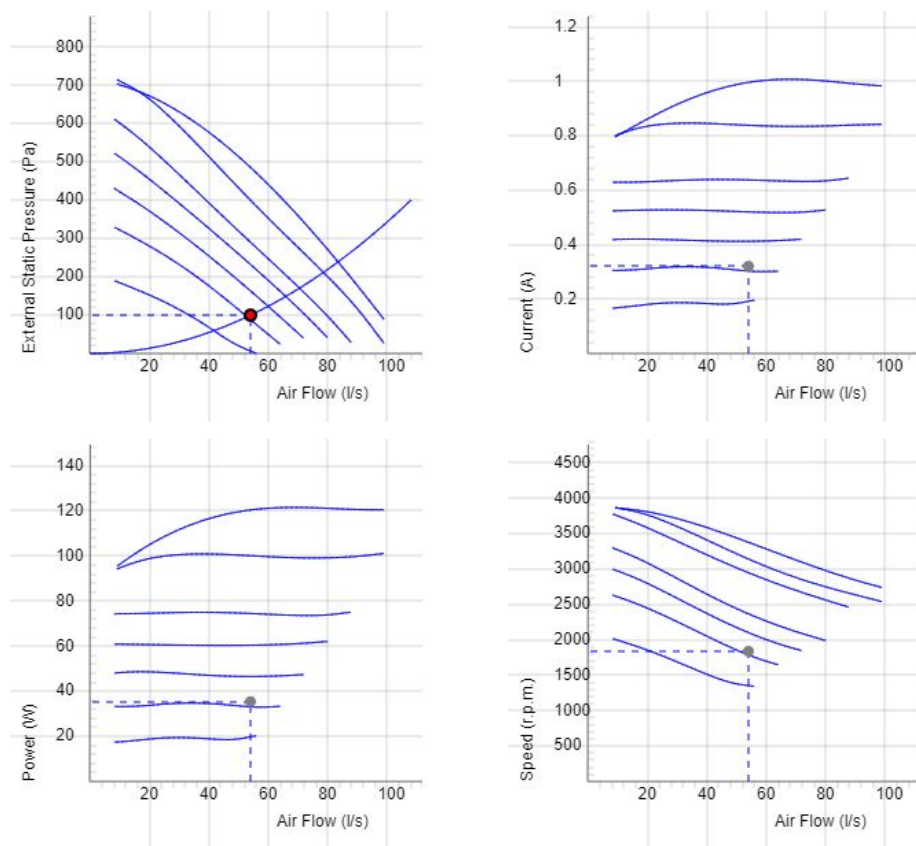 800
700
600
500
400
300
200
100
External Static Pressure (Pa)
20 40 60 80 100
Air Flow (l/s)
1.2
1
0.8
0.6
0.4
0.2
Current (A)
20 40 60 80 100
Air Flow (l/s)
140
120
100
80
60
40
20
Power (W)
20 40 60 80 100
Air Flow (l/s)
4500
4000
3500
3000
2500
2000
1500
1000
500
Speed (r.p.m.)
20 40 60 80 100
Air Flow (l/s)